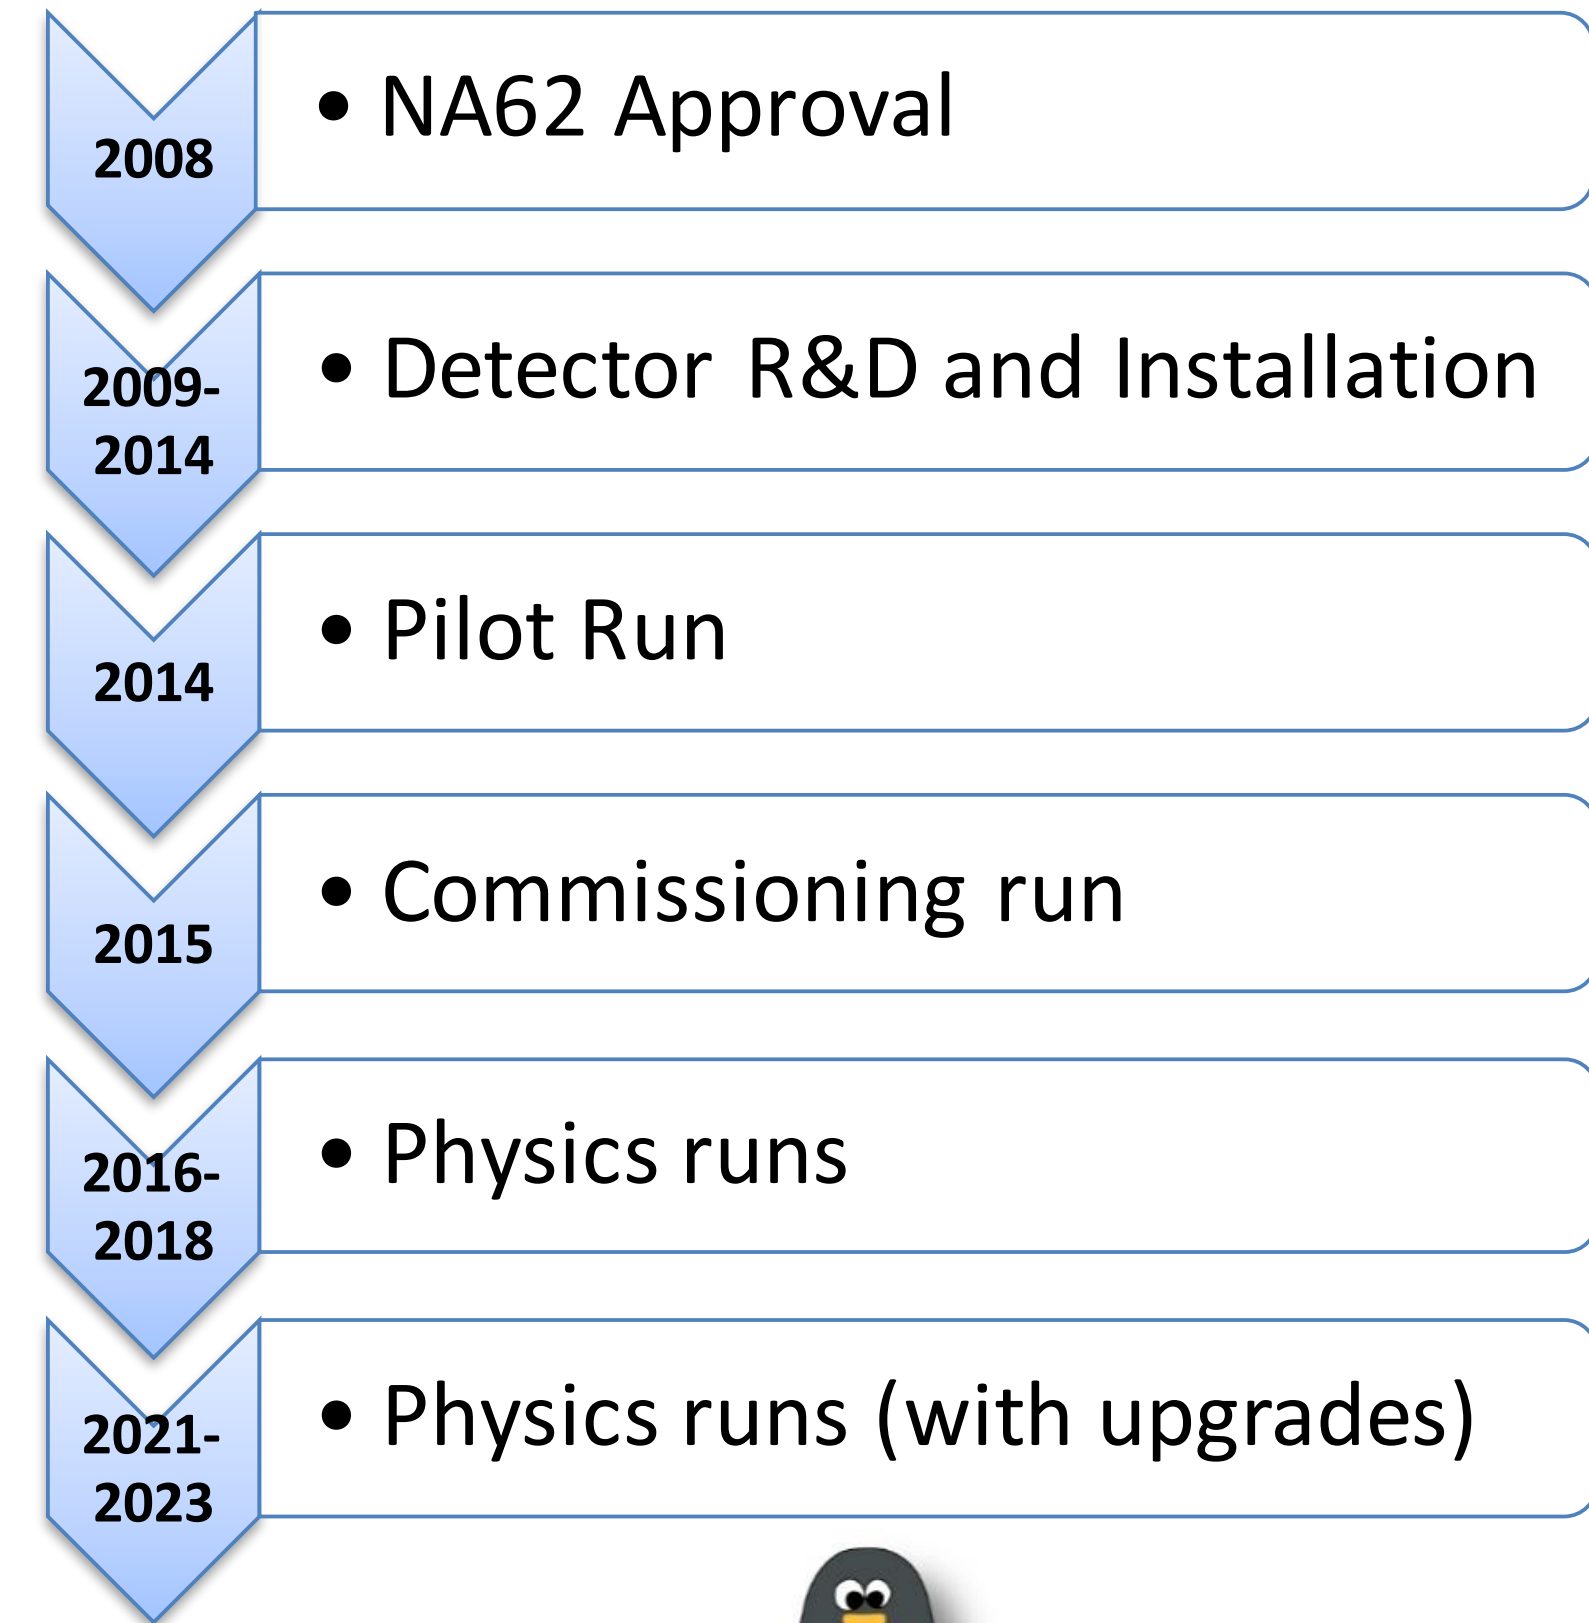 2008
• NA62 Approval
2009-
2014
• Detector R&D and Installation
2014
• Pilot Run
2015
• Commissioning run
2016-
2018
• Physics runs
2021-
2023
• Physics runs (with upgrades)